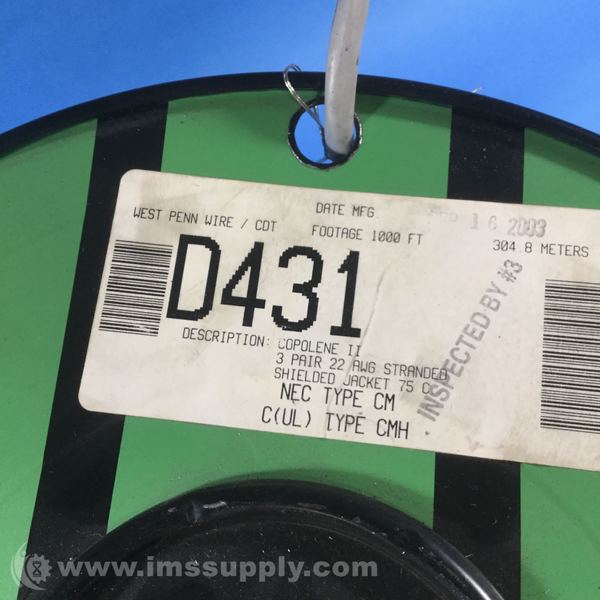 DATE MFG 16 2003
WEST PENN WIRE / CDT FOOTAGE 1000 FT 304 8 METERS
D431
DESCRIPTION: COPOLENE II
3 PAIR 22 AWG STRANDED
SHIELDED JACKET 75 C
NEC TYPE CM
C(UL) TYPE CMH
INSPECTED BY #3
www.imssupply.com